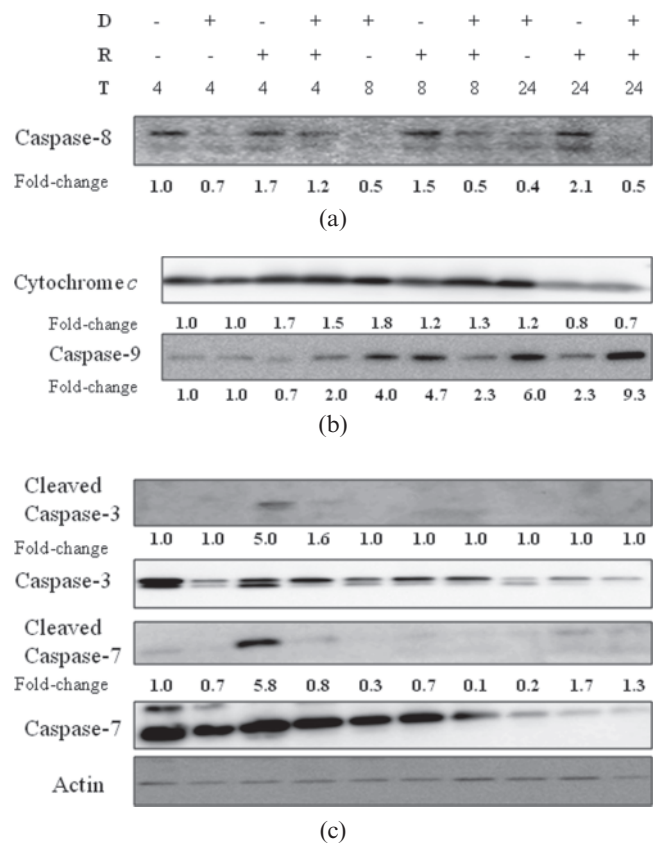 D - + - + + - + + - +
R - - + + - + + - + +
T 4 4 4 4 8 8 8 24 24 24
Caspase-8
Fold-change 1.0 0.7 1.7 1.2 0.5 1.5 0.5 0.4 2.1 0.5
(a)
Cytochrome c
Fold-change 1.0 1.0 1.7 1.5 1.8 1.2 1.3 1.2 0.8 0.7
Caspase-9
Fold-change 1.0 1.0 0.7 2.0 4.0 4.7 2.3 6.0 2.3 9.3
(b)
Cleaved
Caspase-3
Fold-change 1.0 1.0 5.0 1.6 1.0 1.0 1.0 1.0 1.0 1.0
Caspase-3
Cleaved
Caspase-7
Fold-change 1.0 0.7 5.8 0.8 0.3 0.7 0.1 0.2 1.7 1.3
Caspase-7
Actin
(c)